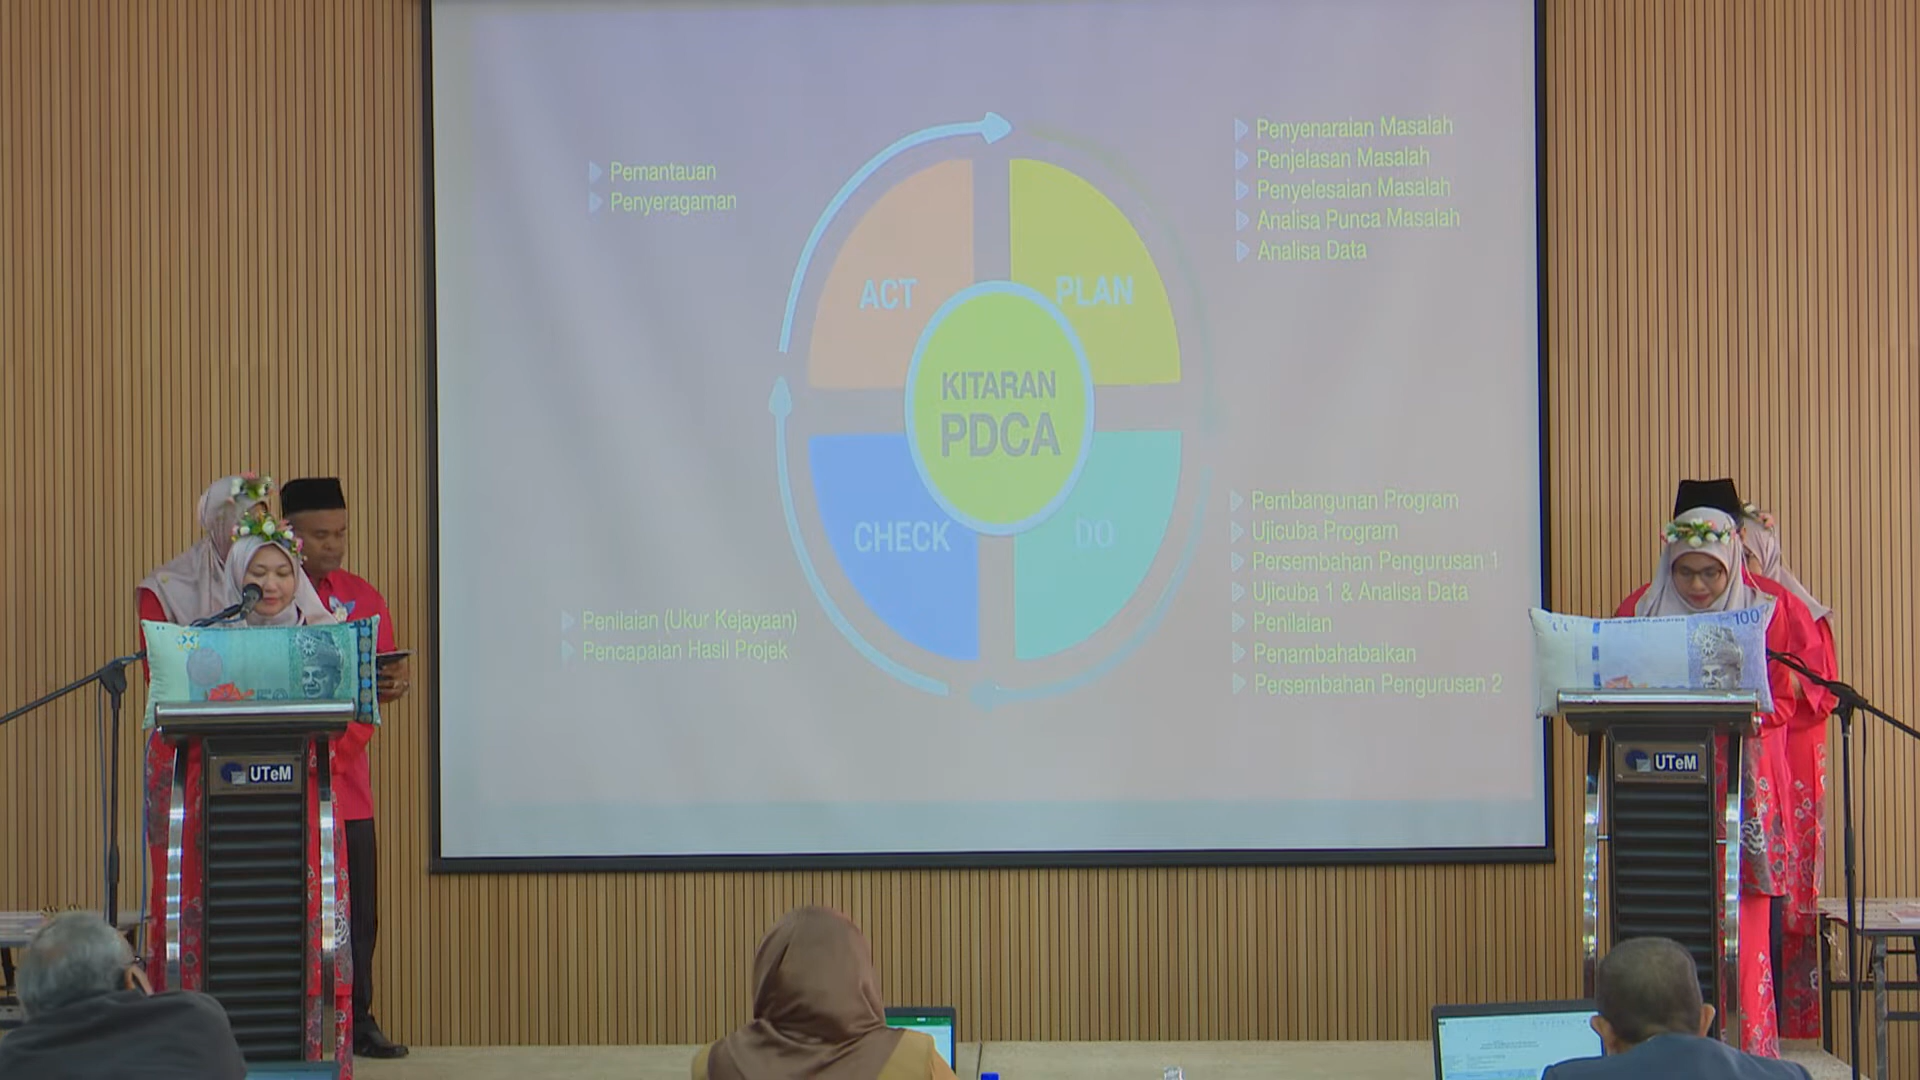 Pemantauan
Penyeragaman
ACT
PLAN
Penyenaraian Masalah
Penjelasan Masalah
Penyelesaian Masalah
Analisa Punca Masalah
Analisa Data
KITARAN
PDCA
CHECK
DO
Penilaian (Ukur Kejayaan)
Pencapaian Hasil Projek
Pembangunan Program
Ujicuba Program
Persembahan Pengurusan 1
Ujicuba 1 & Analisa Data
Penilaian
Penambahabaikan
Persembahan Pengurusan 2
50
100
UTeM
UTeM